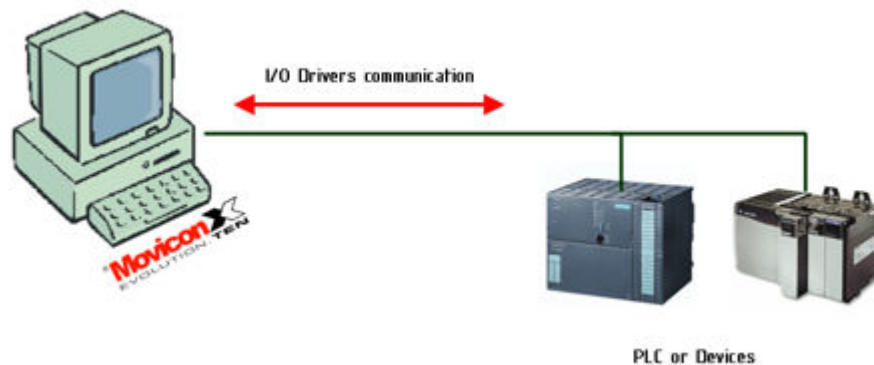 I/O Drivers communication
Movicon X
EVOLUTION.TEN
PLC or Devices